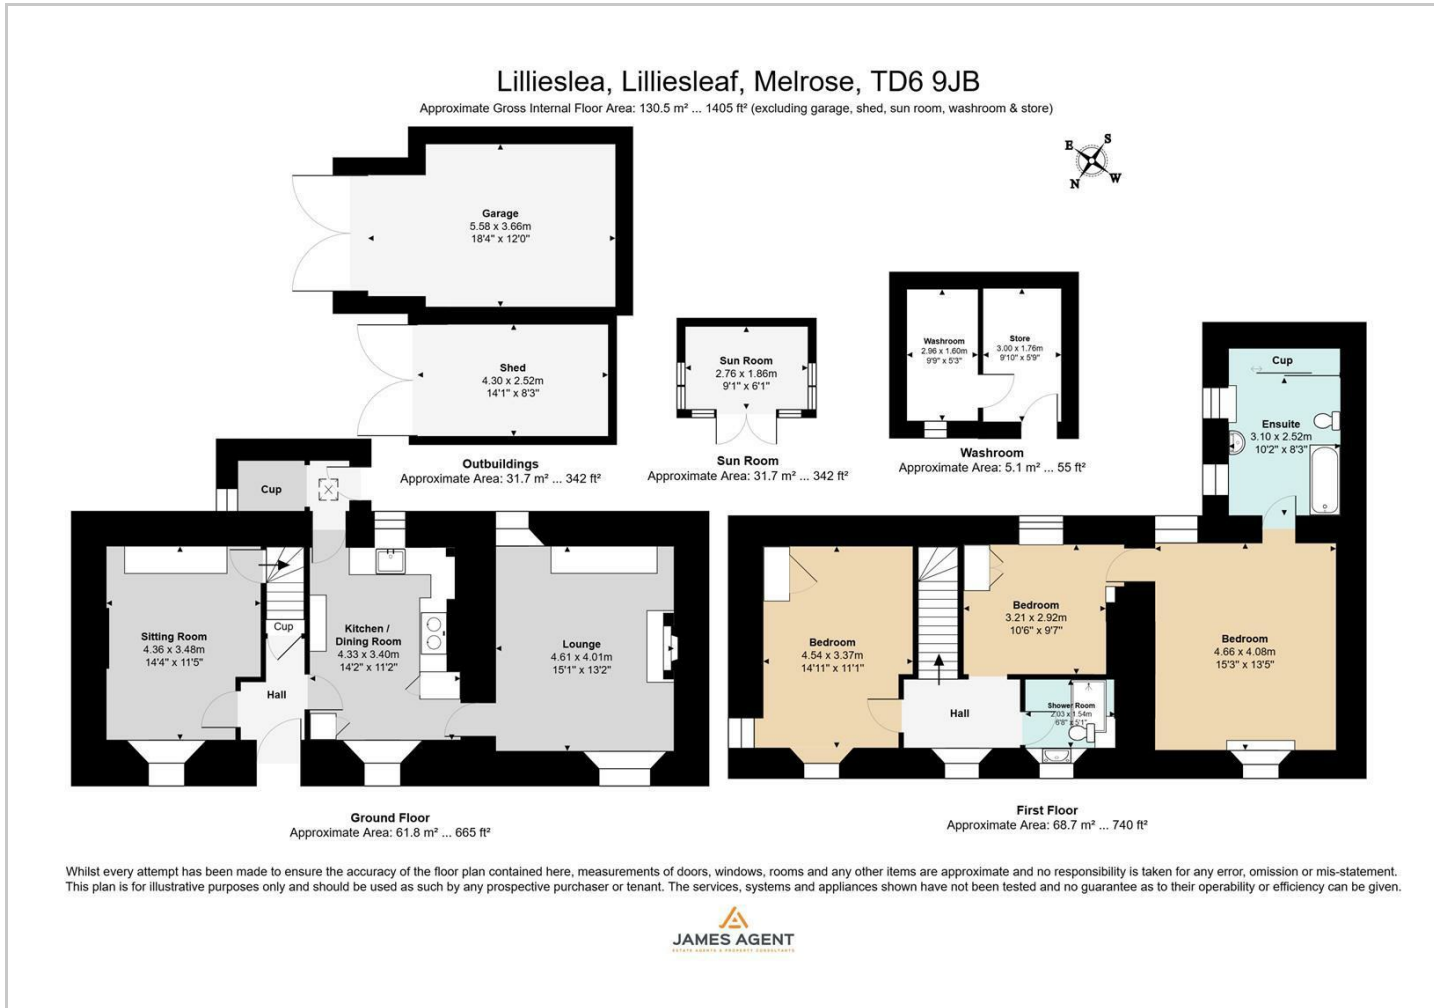 Lillieslea, Lilliesleaf, Melrose, TD6 9JB
Approximate Gross Internal Floor Area: 130.5 m² ... 1405 ft² (excluding garage, shed, sun room, washroom & store)
E
S
N
W
Garage
5.58 x 3.66m
18'4" x 12'0"
Shed
4.30 x 2.52m
14'1" x 8'3"
Outbuildings
Approximate Area: 31.7 m² ... 342 ft²
Sun Room
2.76 x 1.86m
9'1" x 6'1"
Sun Room
Approximate Area: 31.7 m² ... 342 ft²
Washroom
2.96 x 1.60m
9'9" x 5'3"
Store
3.00 x 1.76m
9'10" x 5'9"
Washroom
Approximate Area: 5.1 m² ... 55 ft²
Cup
Sitting Room
4.36 x 3.48m
14'4" x 11'5"
Cup
Hall
Kitchen /
Dining Room
4.33 x 3.40m
14'2" x 11'2"
Lounge
4.61 x 4.01m
15'1" x 13'2"
Ground Floor
Approximate Area: 61.8 m² ... 665 ft²
Cup
Ensuite
3.10 x 2.52m
10'2" x 8'3"
Bedroom
4.54 x 3.37m
14'11" x 11'1"
Hall
Bedroom
3.21 x 2.92m
10'6" x 9'7"
Shower Room
2.03 x 1.54m
6'8" x 5'1"
Bedroom
4.66 x 4.08m
15'3" x 13'5"
First Floor
Approximate Area: 68.7 m² ... 740 ft²
Whilst every attempt has been made to ensure the accuracy of the floor plan contained here, measurements of doors, windows, rooms and any other items are approximate and no responsibility is taken for any error, omission or mis-statement.
This plan is for illustrative purposes only and should be used as such by any prospective purchaser or tenant. The services, systems and appliances shown have not been tested and no guarantee as to their operability or efficiency can be given.
JAMES AGENT
ESTATE AGENTS & PROPERTY CONSULTANTS